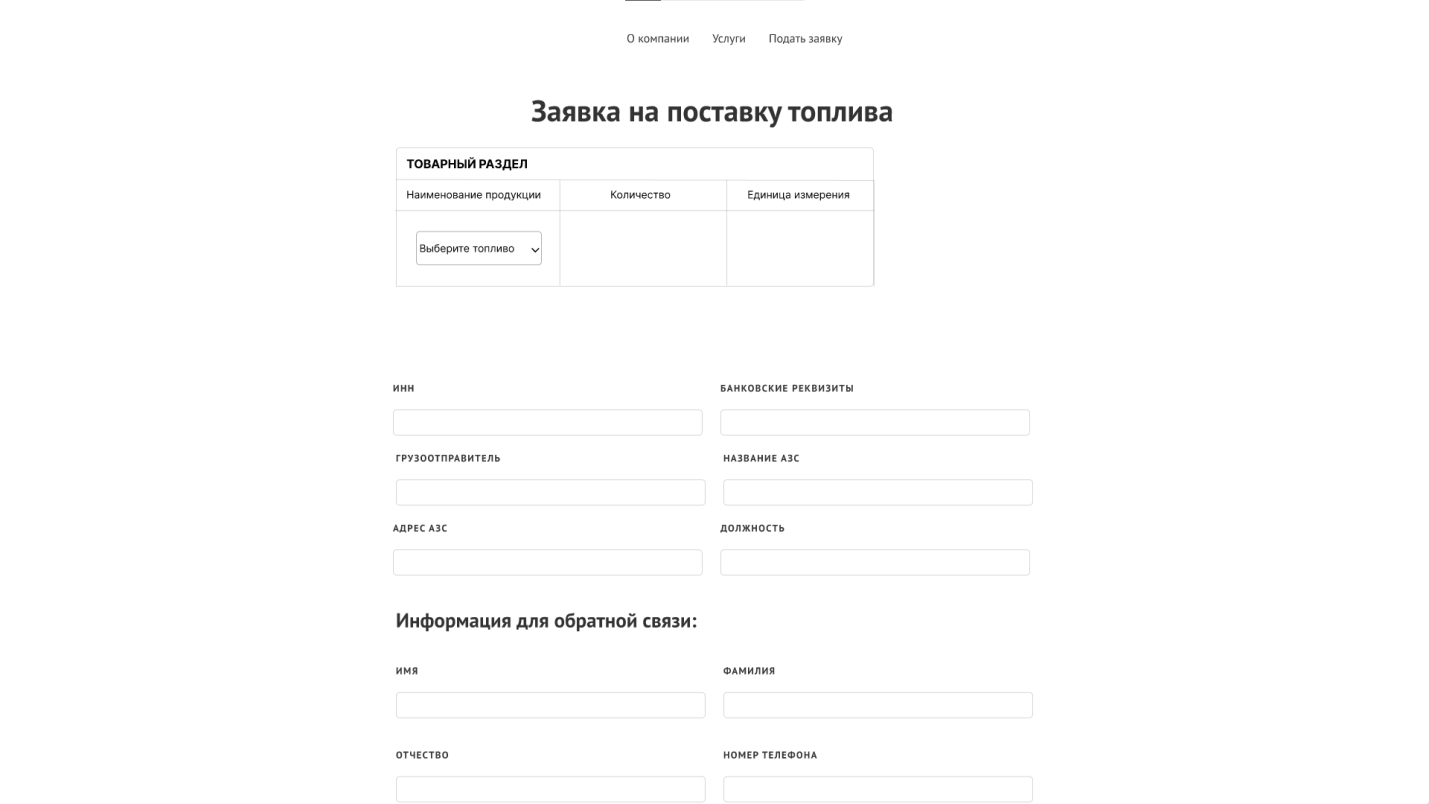 О компании Услуги Подать заявку
Заявка на поставку топлива
ТОВАРНЫЙ РАЗДЕЛ
Наименование продукции Количество Единица измерения
Выберите топливо
ИНН БАНКОВСКИЕ РЕКВИЗИТЫ
ГРУЗООТПРАВИТЕЛЬ НАЗВАНИЕ АЗС
АДРЕС АЗС ДОЛЖНОСТЬ
Информация для обратной связи:
ИМЯ ФАМИЛИЯ
ОТЧЕСТВО НОМЕР ТЕЛЕФОНА